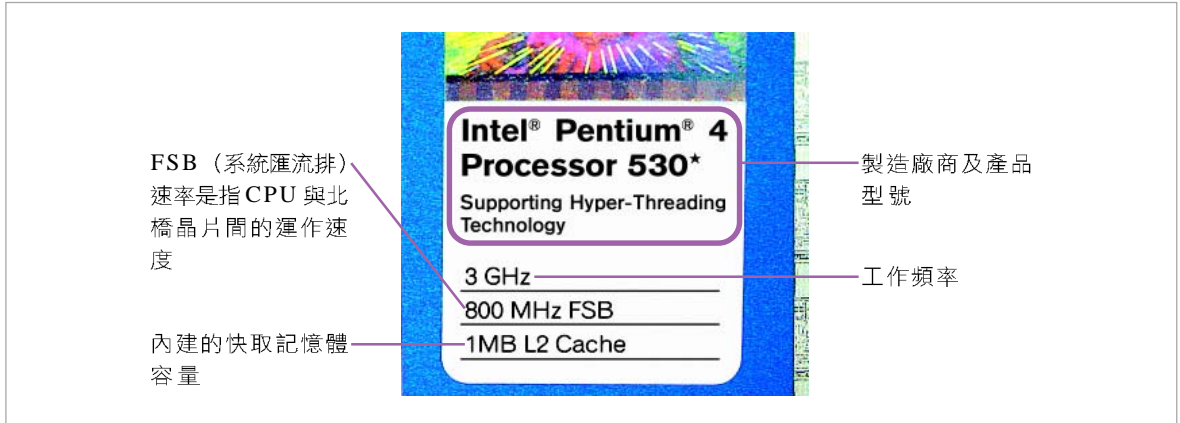 FSB（系統匯流排）
速率是指CPU 與北
橋晶片間的運作速
度
內建的快取記憶體
容量
Intel® Pentium® 4
Processor 530*
Supporting Hyper-Threading
Technology
3 GHz
800 MHz FSB
1MB L2 Cache
製造廠商及產品
型號
工作頻率